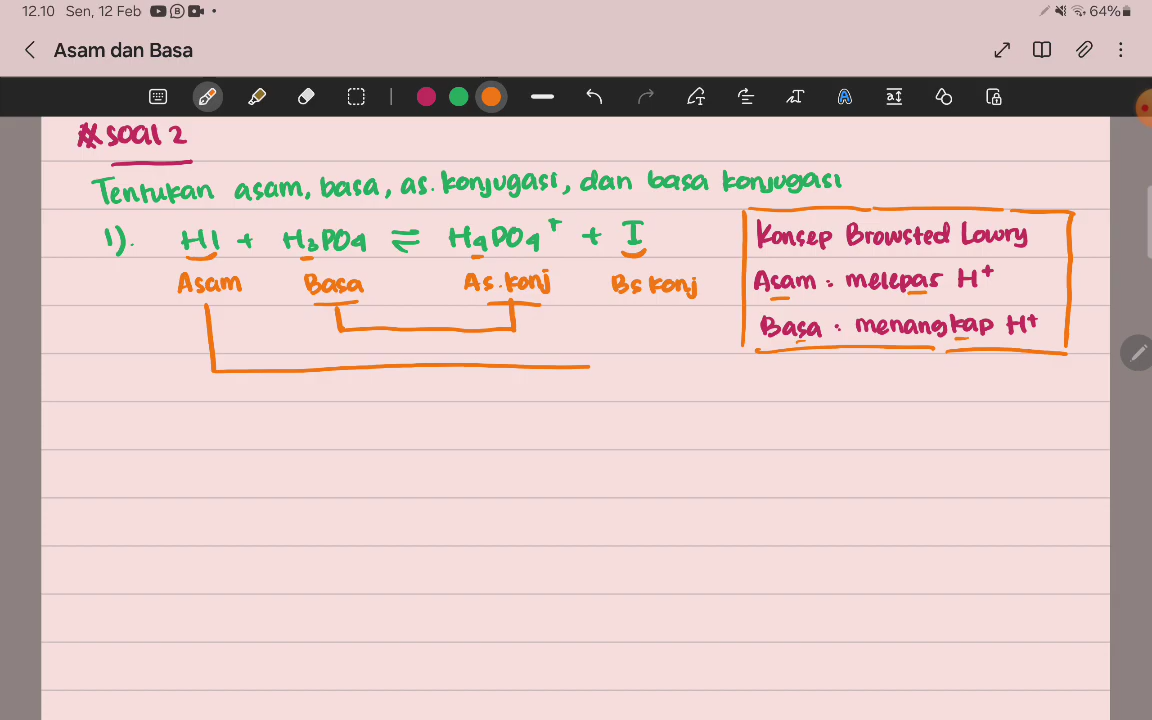 12.10 Sen, 12 Feb
64%
Asam dan Basa
# Soal 2
Tentukan asam, basa, as. konjugasi, dan basa konjugasi
1). HI + H₃PO₄ ⇌ H₄PO₄⁺ + I
Asam Basa As. konj Bs konj
Konsep Browsted Lowry
Asam : melepas H⁺
Basa : menangkap H⁺